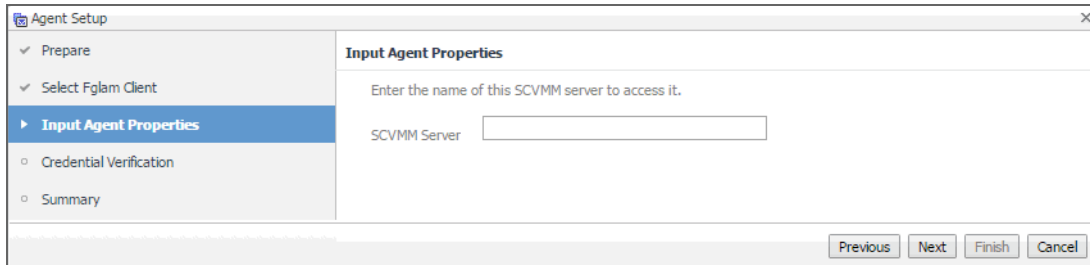 Agent Setup
Prepare
Select Fglam Client
Input Agent Properties
Credential Verification
Summary
Input Agent Properties
Enter the name of this SCVMM server to access it.
SCVMM Server
Previous Next Finish Cancel